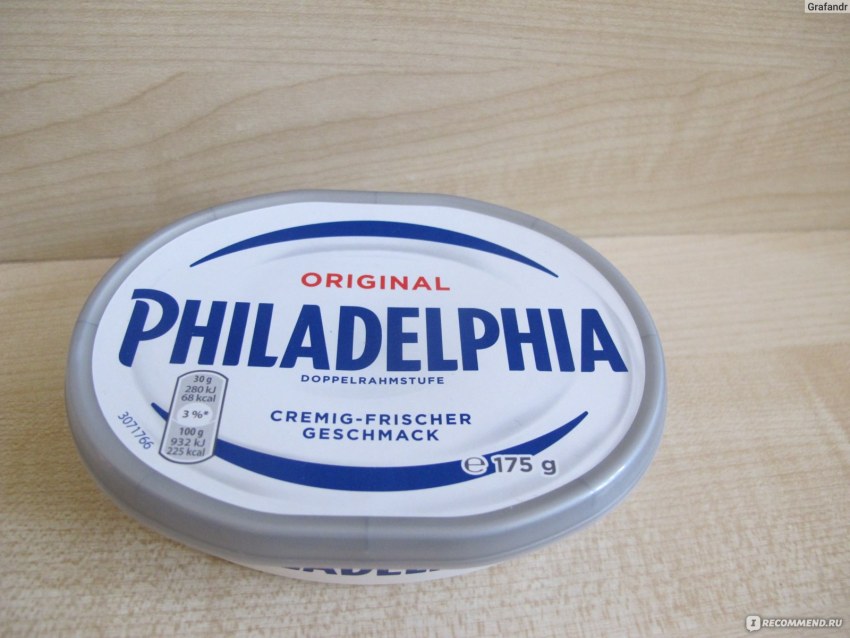 Grafandr
ORIGINAL
PHILADELPHIA
DOPPELRAHMSTUFE
30 g
280 kJ
68 kcal
3 %*
100 g
932 kJ
225 kcal
3071766
CREMIG-FRISCHER
GESCHMACK
℮ 175 g
IRECOMMEND.RU